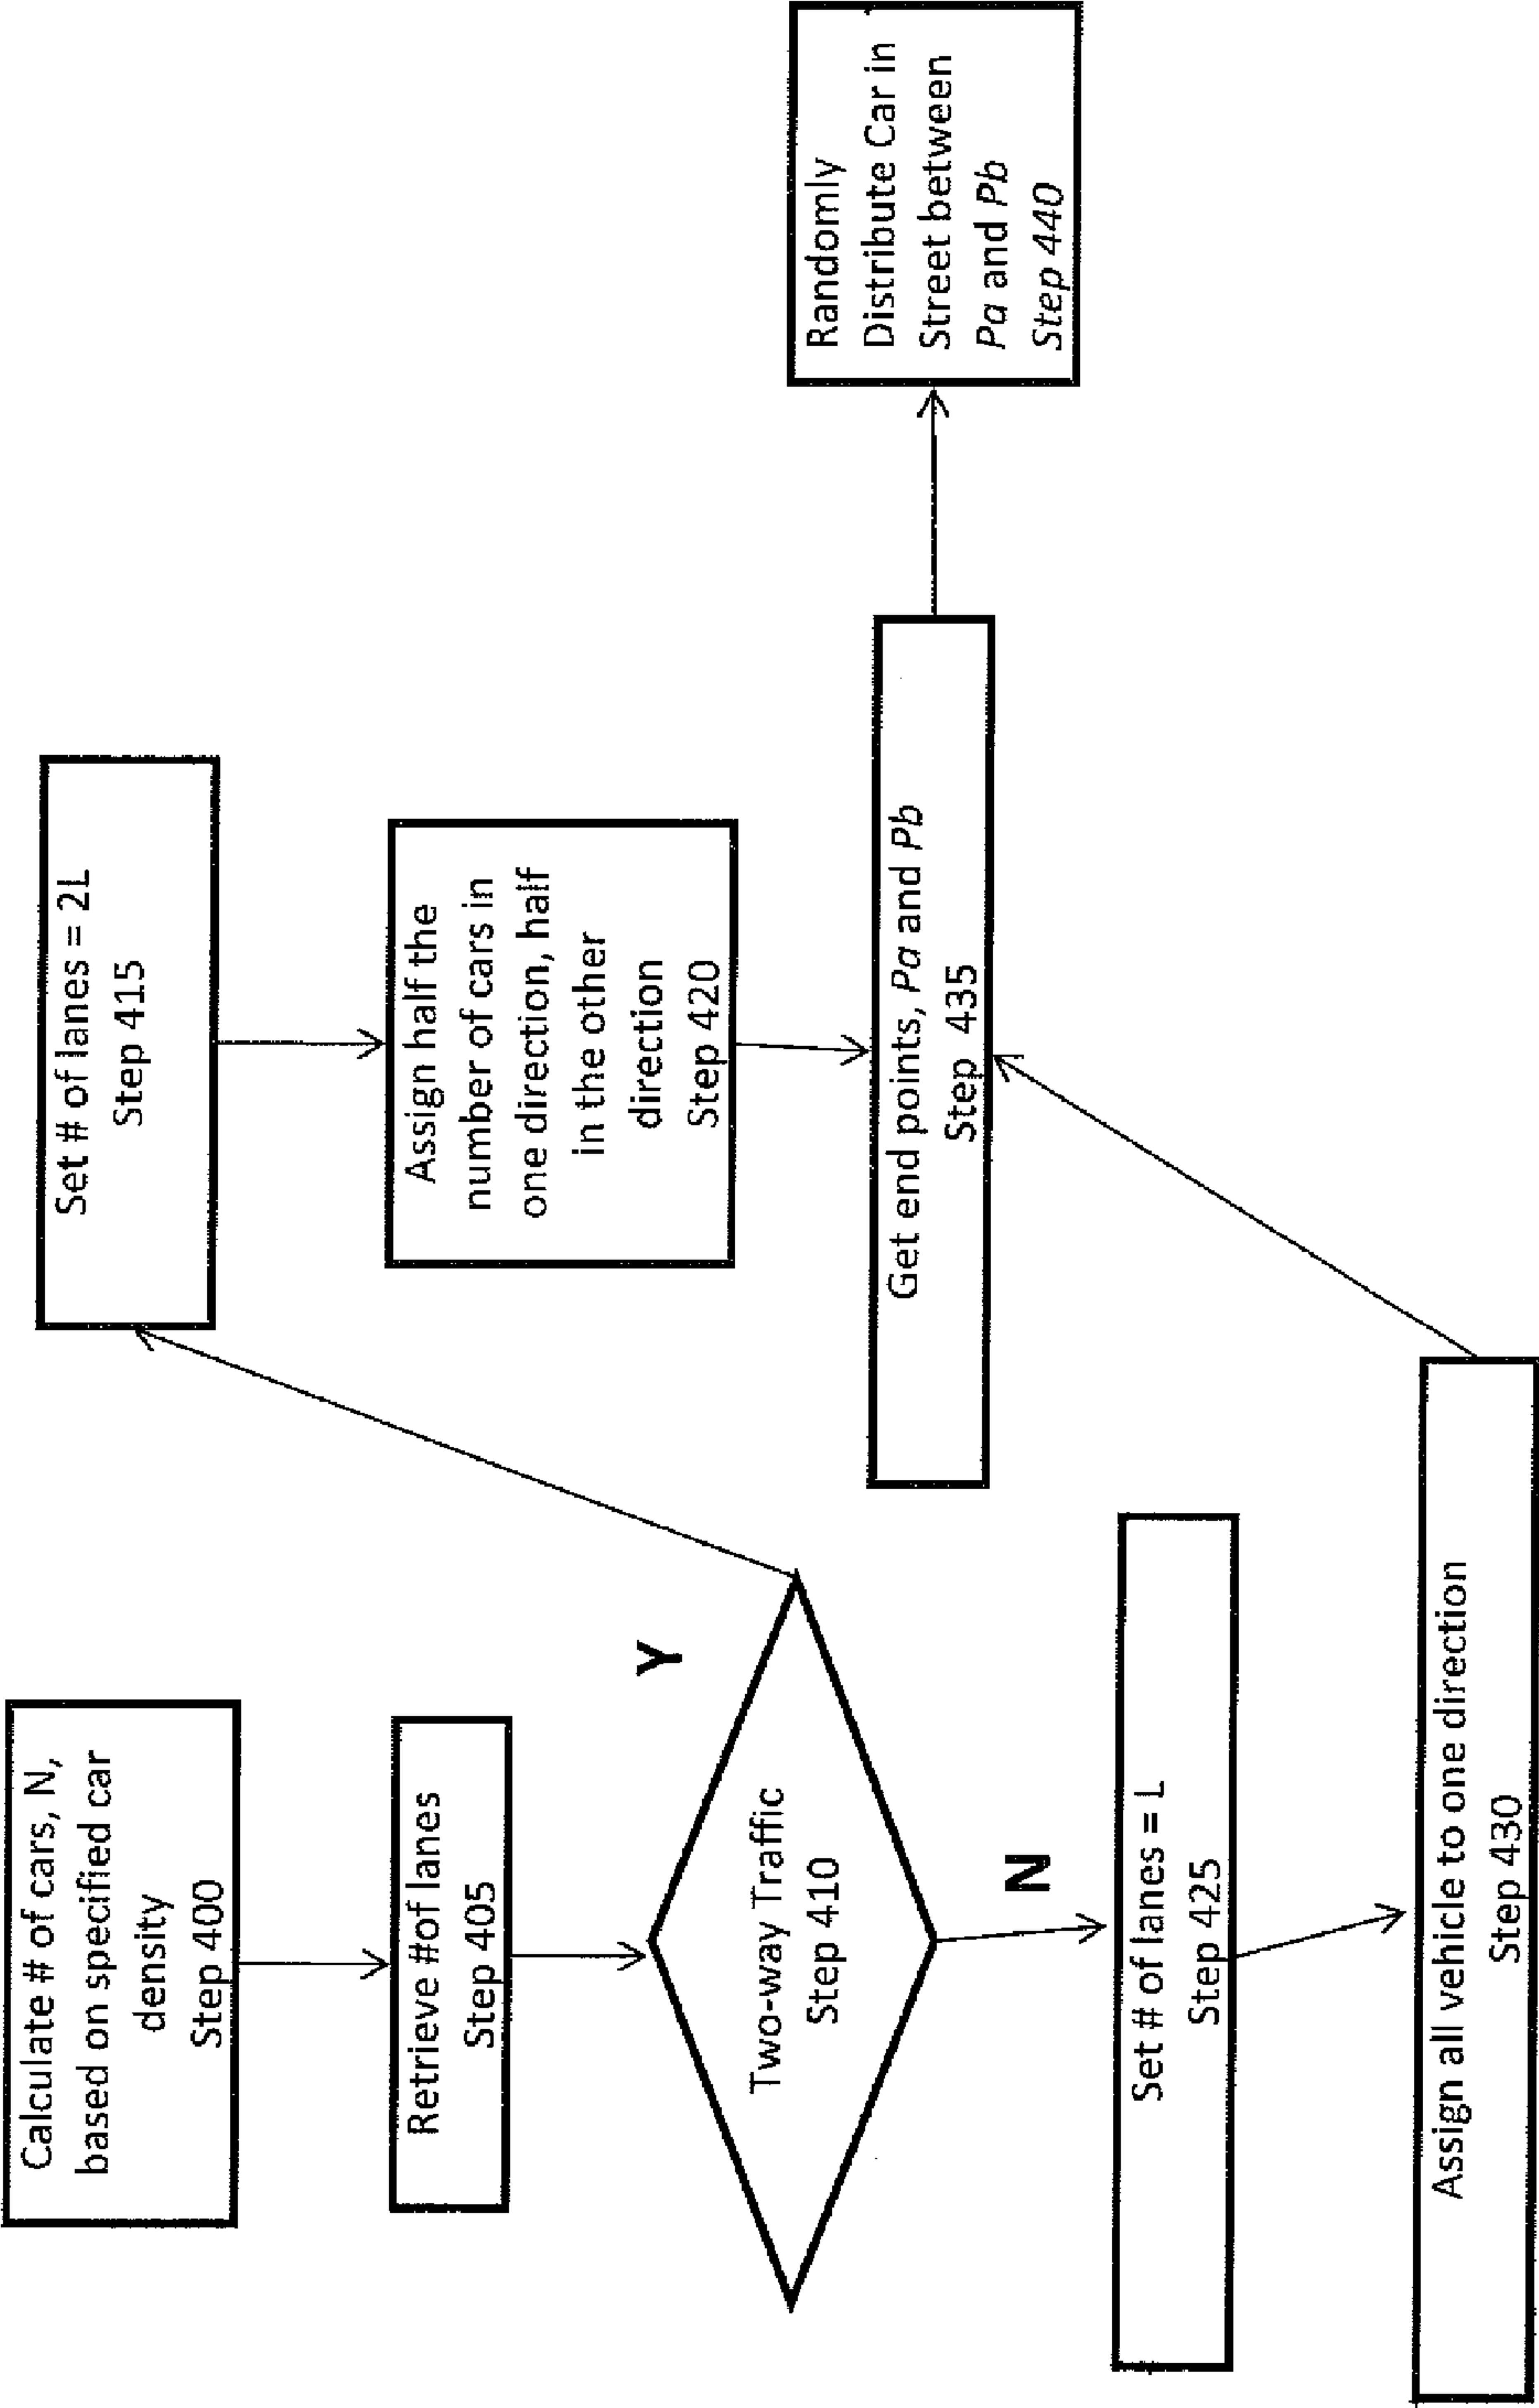 Calculate # of cars, N,
based on specified car
density
Step 400
Retrieve #of lanes
Step 405
Two-way Traffic
Step 410
Y
N
Set # of lanes = 2L
Step 415
Assign half the
number of cars in
one direction, half
in the other
direction
Step 420
Set # of lanes = L
Step 425
Assign all vehicle to one direction
Step 430
Get end points, Pa and Pb
Step 435
Randomly
Distribute Car in
Street between
Pa and Pb
Step 440